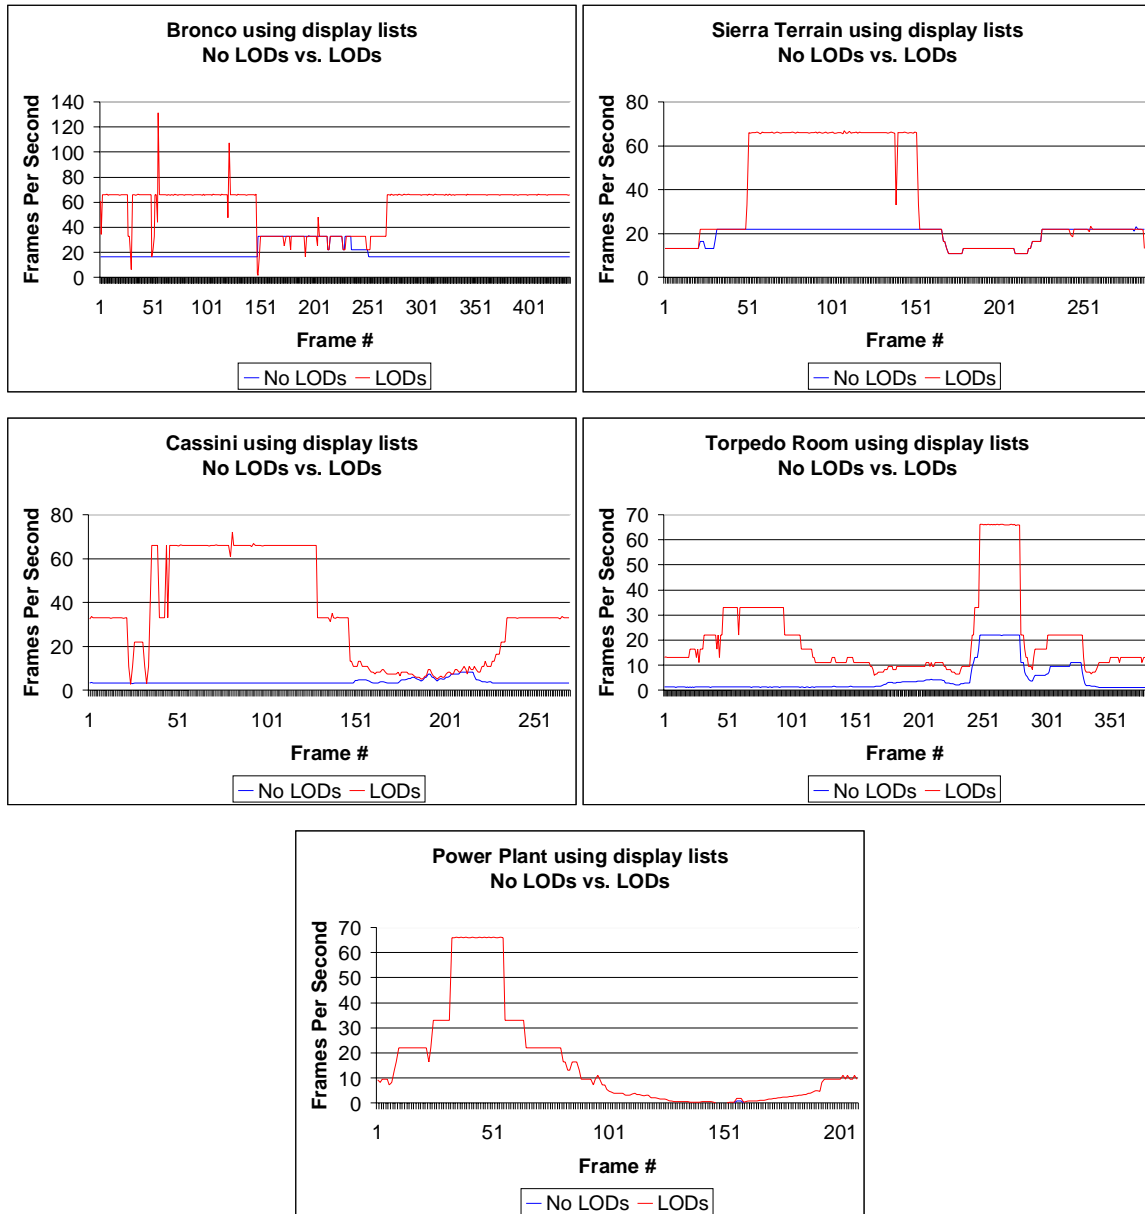 Bronco using display lists
No LODs vs. LODs
Frames Per Second
140
120
100
80
60
40
20
0
1 51 101 151 201 251 301 351 401
Frame #
No LODs LODs
Sierra Terrain using display lists
No LODs vs. LODs
Frames Per Second
80
60
40
20
0
1 51 101 151 201 251
Frame #
No LODs LODs
Cassini using display lists
No LODs vs. LODs
Frames Per Second
80
60
40
20
0
1 51 101 151 201 251
Frame #
No LODs LODs
Torpedo Room using display lists
No LODs vs. LODs
Frames Per Second
70
60
50
40
30
20
10
0
1 51 101 151 201 251 301 351
Frame #
No LODs LODs
Power Plant using display lists
No LODs vs. LODs
Frames Per Second
70
60
50
40
30
20
10
0
1 51 101 151 201
Frame #
No LODs LODs